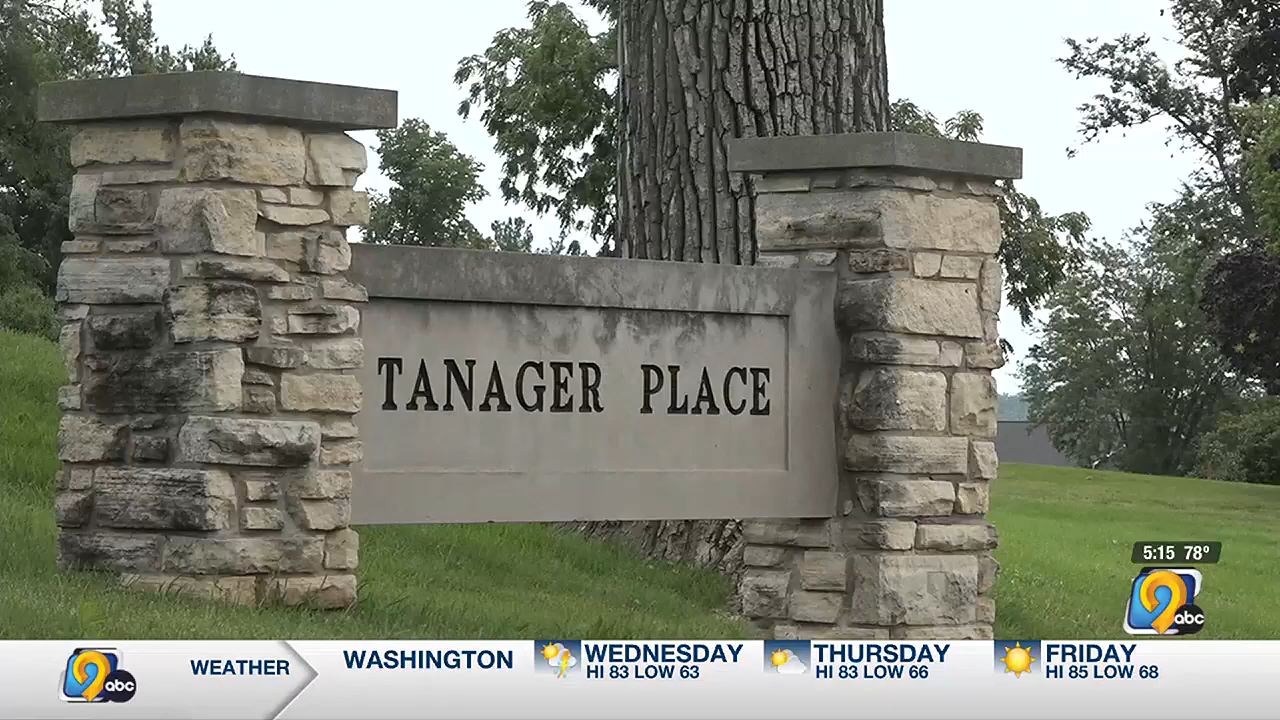 TANAGER PLACE
5:15 78°
9 abc
9 abc
WEATHER
WASHINGTON
WEDNESDAY
HI 83 LOW 63
THURSDAY
HI 83 LOW 66
FRIDAY
HI 85 LOW 68